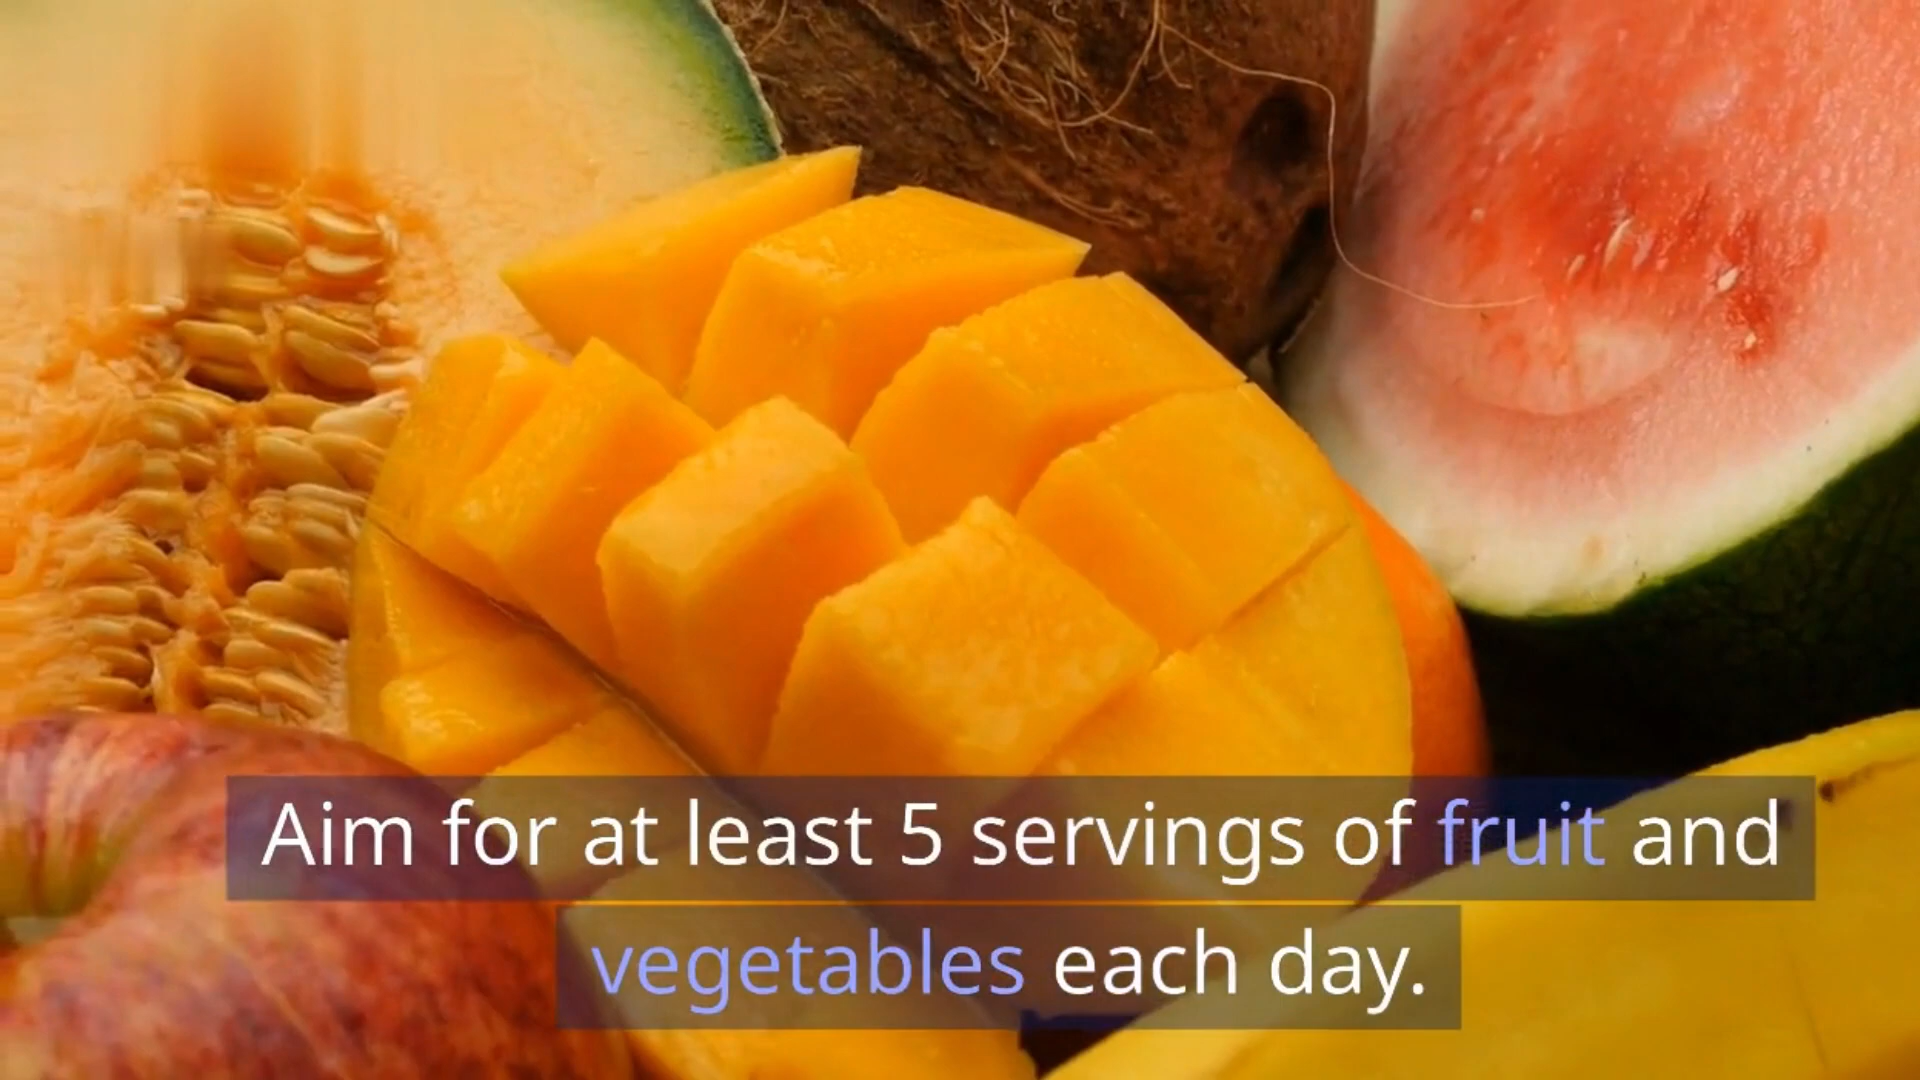 Aim for at least 5 servings of fruit and
vegetables each day.